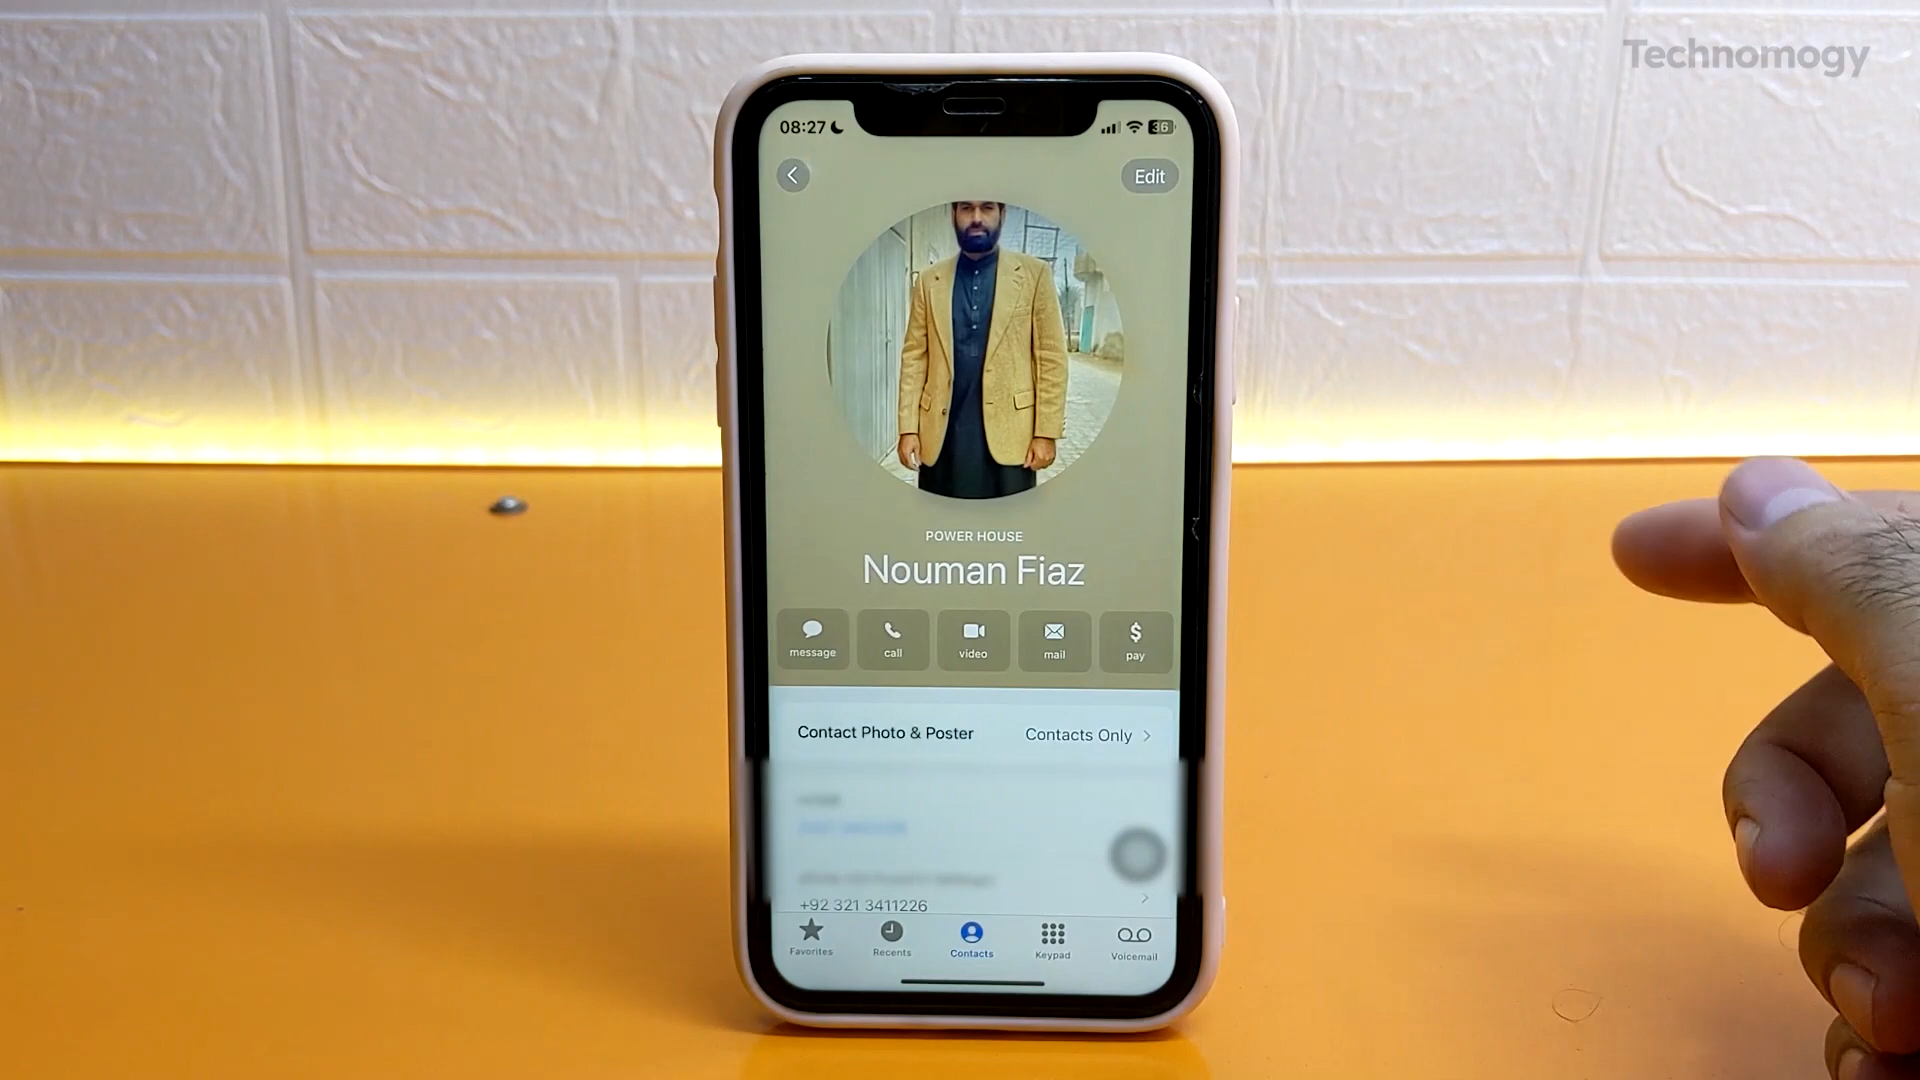 Technomogy
08:27
36
Edit
POWER HOUSE
Nouman Fiaz
message
call
video
mail
pay
Contact Photo & Poster
Contacts Only
+92 321 3411226
Favorites
Recents
Contacts
Keypad
Voicemail